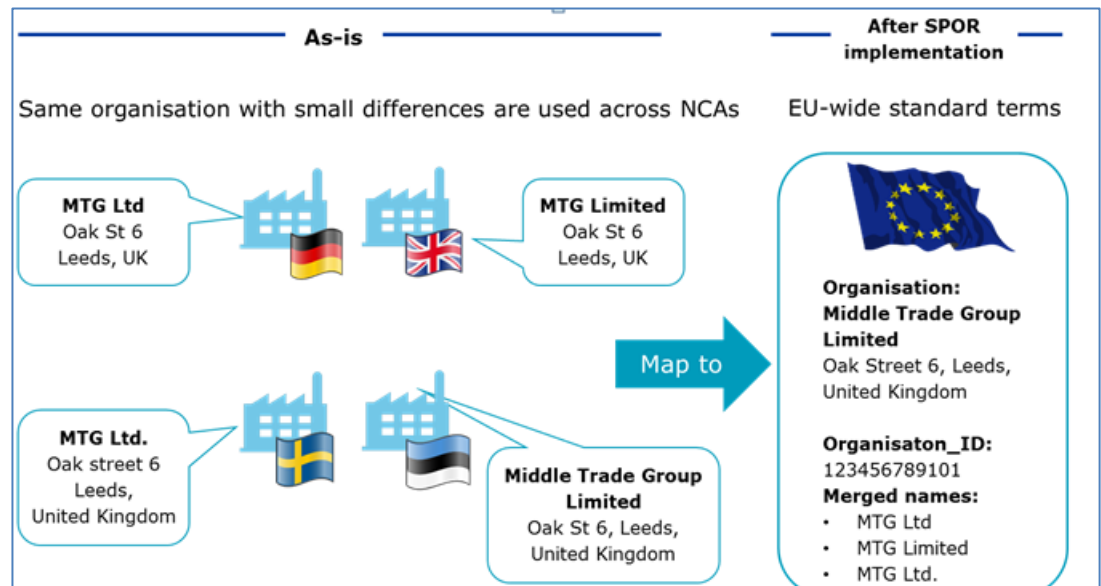 As-is
After SPOR
implementation
Same organisation with small differences are used across NCAs
EU-wide standard terms
MTG Ltd
Oak St 6
Leeds, UK
MTG Limited
Oak St 6
Leeds, UK
MTG Ltd.
Oak street 6
Leeds,
United Kingdom
Middle Trade Group
Limited
Oak St 6, Leeds,
United Kingdom
Map to
Organisation:
Middle Trade Group
Limited
Oak Street 6, Leeds,
United Kingdom
Organisaton_ID:
123456789101
Merged names:
• MTG Ltd
• MTG Limited
• MTG Ltd.